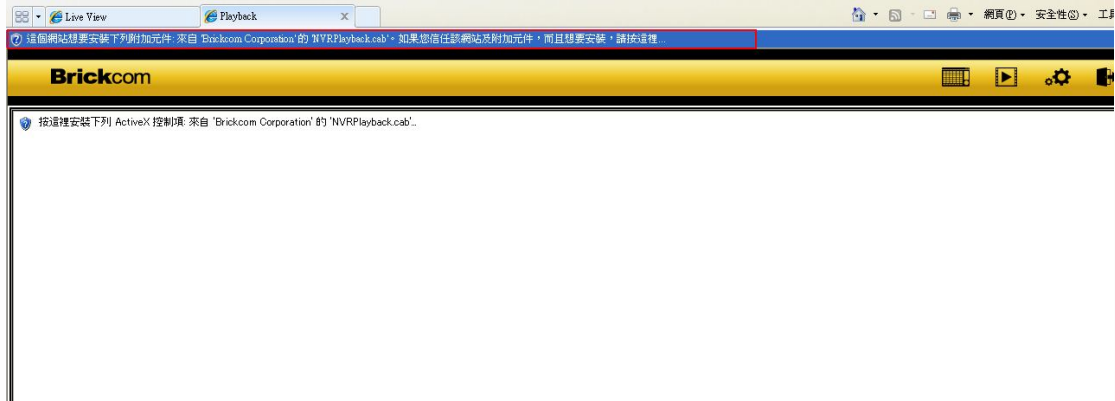 Live View Playback 網頁(P) 安全性(S) 工具
這個網站想要安裝下列附加元件: 來自 'Brickcom Corporation' 的 'NVRPlayback.cab'。如果您信任該網站及附加元件，而且想要安裝，請按這裡...
Brickcom
按這裡安裝下列 ActiveX 控制項: 來自 'Brickcom Corporation' 的 'NVRPlayback.cab'...